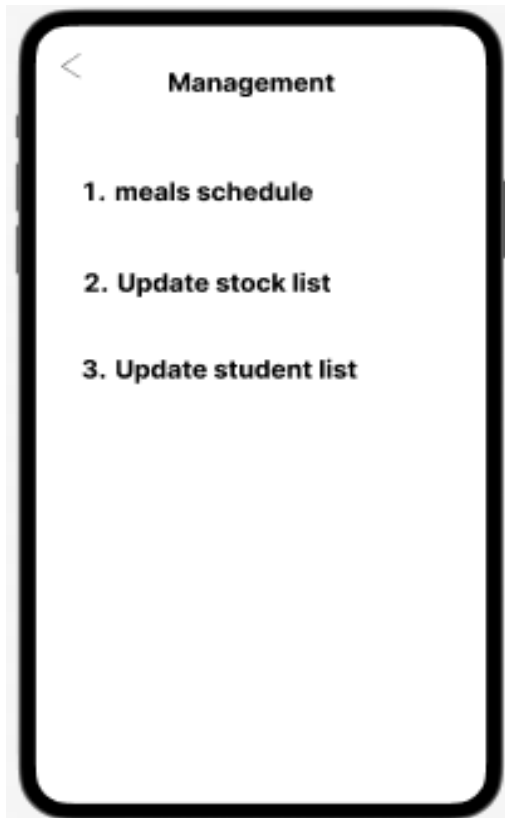 Management
1. meals schedule
2. Update stock list
3. Update student list